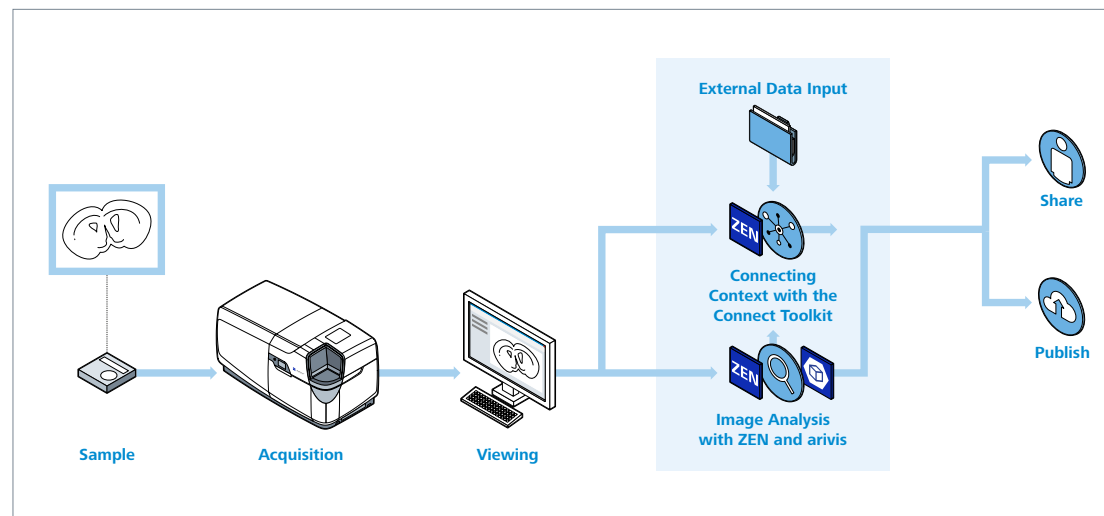 External Data Input
ZEN
Connecting
Context with the
Connect Toolkit
ZEN
Image Analysis
with ZEN and arivis
Sample
Acquisition
Viewing
Share
Publish